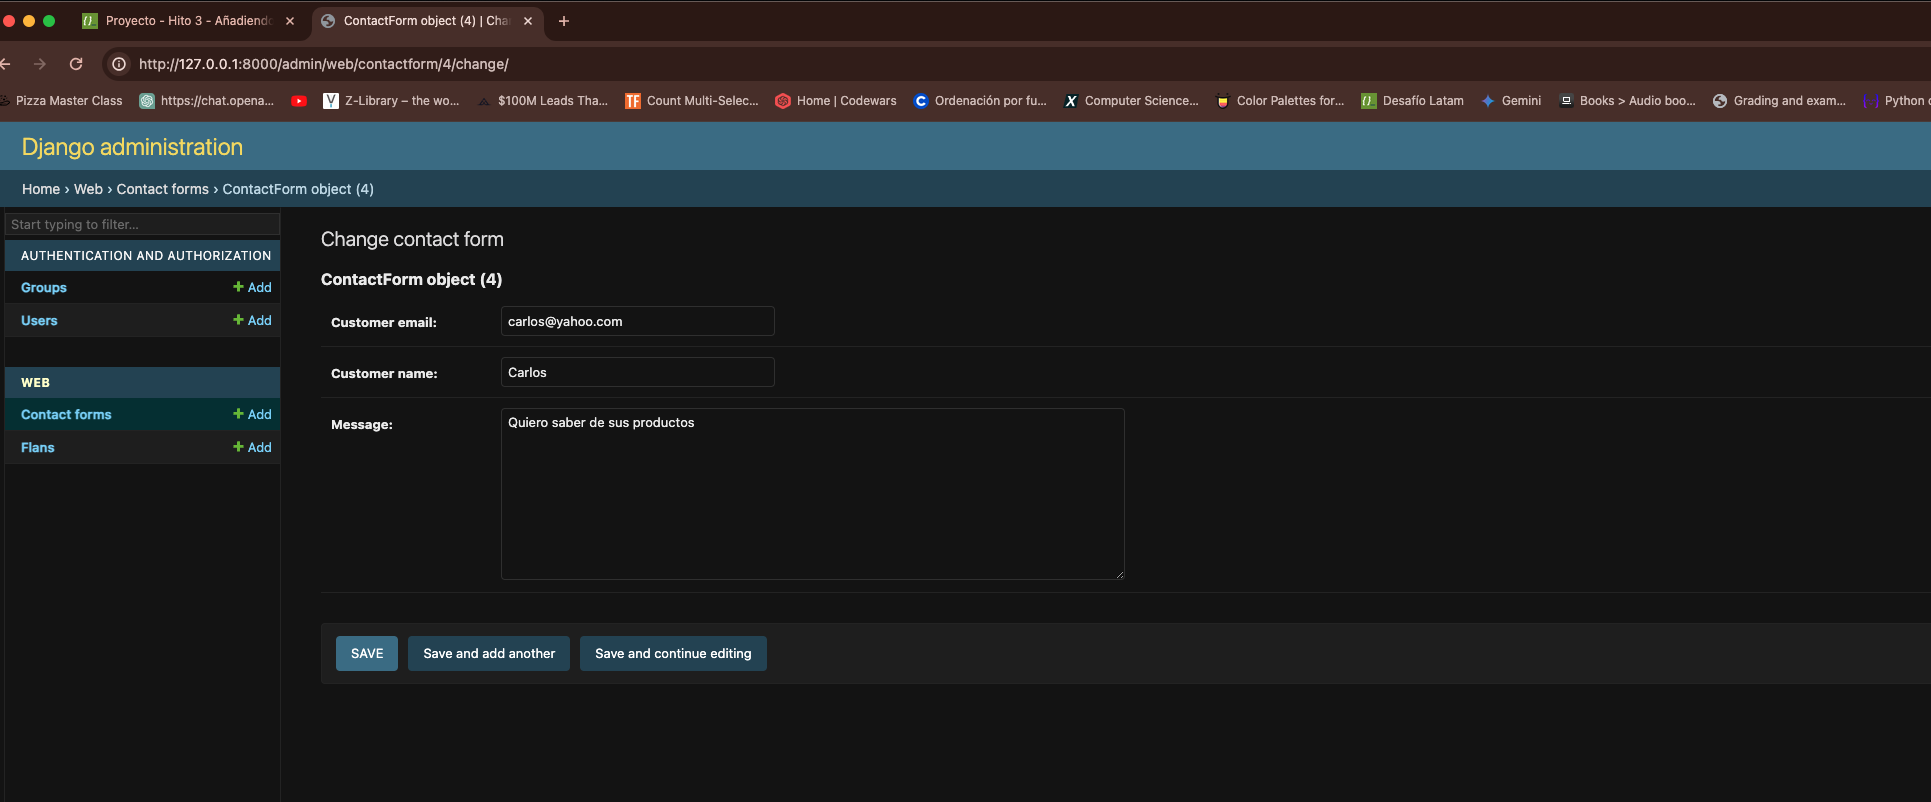 Proyecto - Hito 3 - Añadiendo
ContactForm object (4) | Cha
http://127.0.0.1:8000/admin/web/contactform/4/change/
Pizza Master Class https://chat.opena... Z-Library – the wo... $100M Leads Tha... TF Count Multi-Selec... Home | Codewars C Ordenación por fu... X Computer Science... Color Palettes for... Desafío Latam Gemini Books > Audio boo... Grading and exam... Python
Django administration
Home › Web › Contact forms › ContactForm object (4)
Start typing to filter...
AUTHENTICATION AND AUTHORIZATION
Groups + Add
Users + Add
WEB
Contact forms + Add
Flans + Add
Change contact form
ContactForm object (4)
Customer email: carlos@yahoo.com
Customer name: Carlos
Message: Quiero saber de sus productos
SAVE Save and add another Save and continue editing